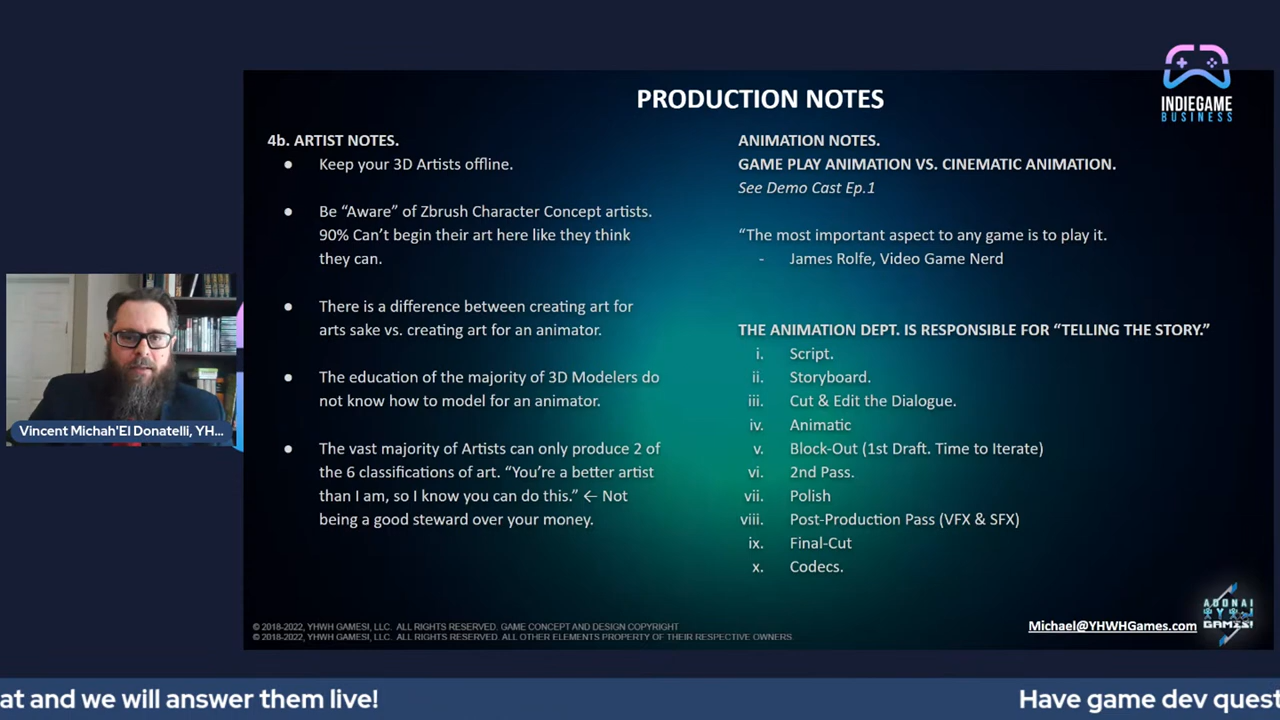 INDIEGAME
BUSINESS
PRODUCTION NOTES
4b. ARTIST NOTES.
● Keep your 3D Artists offline.
● Be “Aware” of Zbrush Character Concept artists.
90% Can’t begin their art here like they think
they can.
● There is a difference between creating art for
arts sake vs. creating art for an animator.
● The education of the majority of 3D Modelers do
not know how to model for an animator.
● The vast majority of Artists can only produce 2 of
the 6 classifications of art. “You’re a better artist
than I am, so I know you can do this.” ← Not
being a good steward over your money.
ANIMATION NOTES.
GAME PLAY ANIMATION VS. CINEMATIC ANIMATION.
See Demo Cast Ep.1
“The most important aspect to any game is to play it.
- James Rolfe, Video Game Nerd
THE ANIMATION DEPT. IS RESPONSIBLE FOR “TELLING THE STORY.”
i. Script.
ii. Storyboard.
iii. Cut & Edit the Dialogue.
iv. Animatic
v. Block-Out (1st Draft. Time to Iterate)
vi. 2nd Pass.
vii. Polish
viii. Post-Production Pass (VFX & SFX)
ix. Final-Cut
x. Codecs.
Vincent Michah'El Donatelli, YH...
© 2018-2022, YHWH GAMESI, LLC. ALL RIGHTS RESERVED. GAME CONCEPT AND DESIGN COPYRIGHT
© 2018-2022, YHWH GAMESI, LLC. ALL RIGHTS RESERVED. ALL OTHER ELEMENTS PROPERTY OF THEIR RESPECTIVE OWNERS.
Michael@YHWHGames.com
ADONAI
GAMES!
at and we will answer them live! Have game dev quest